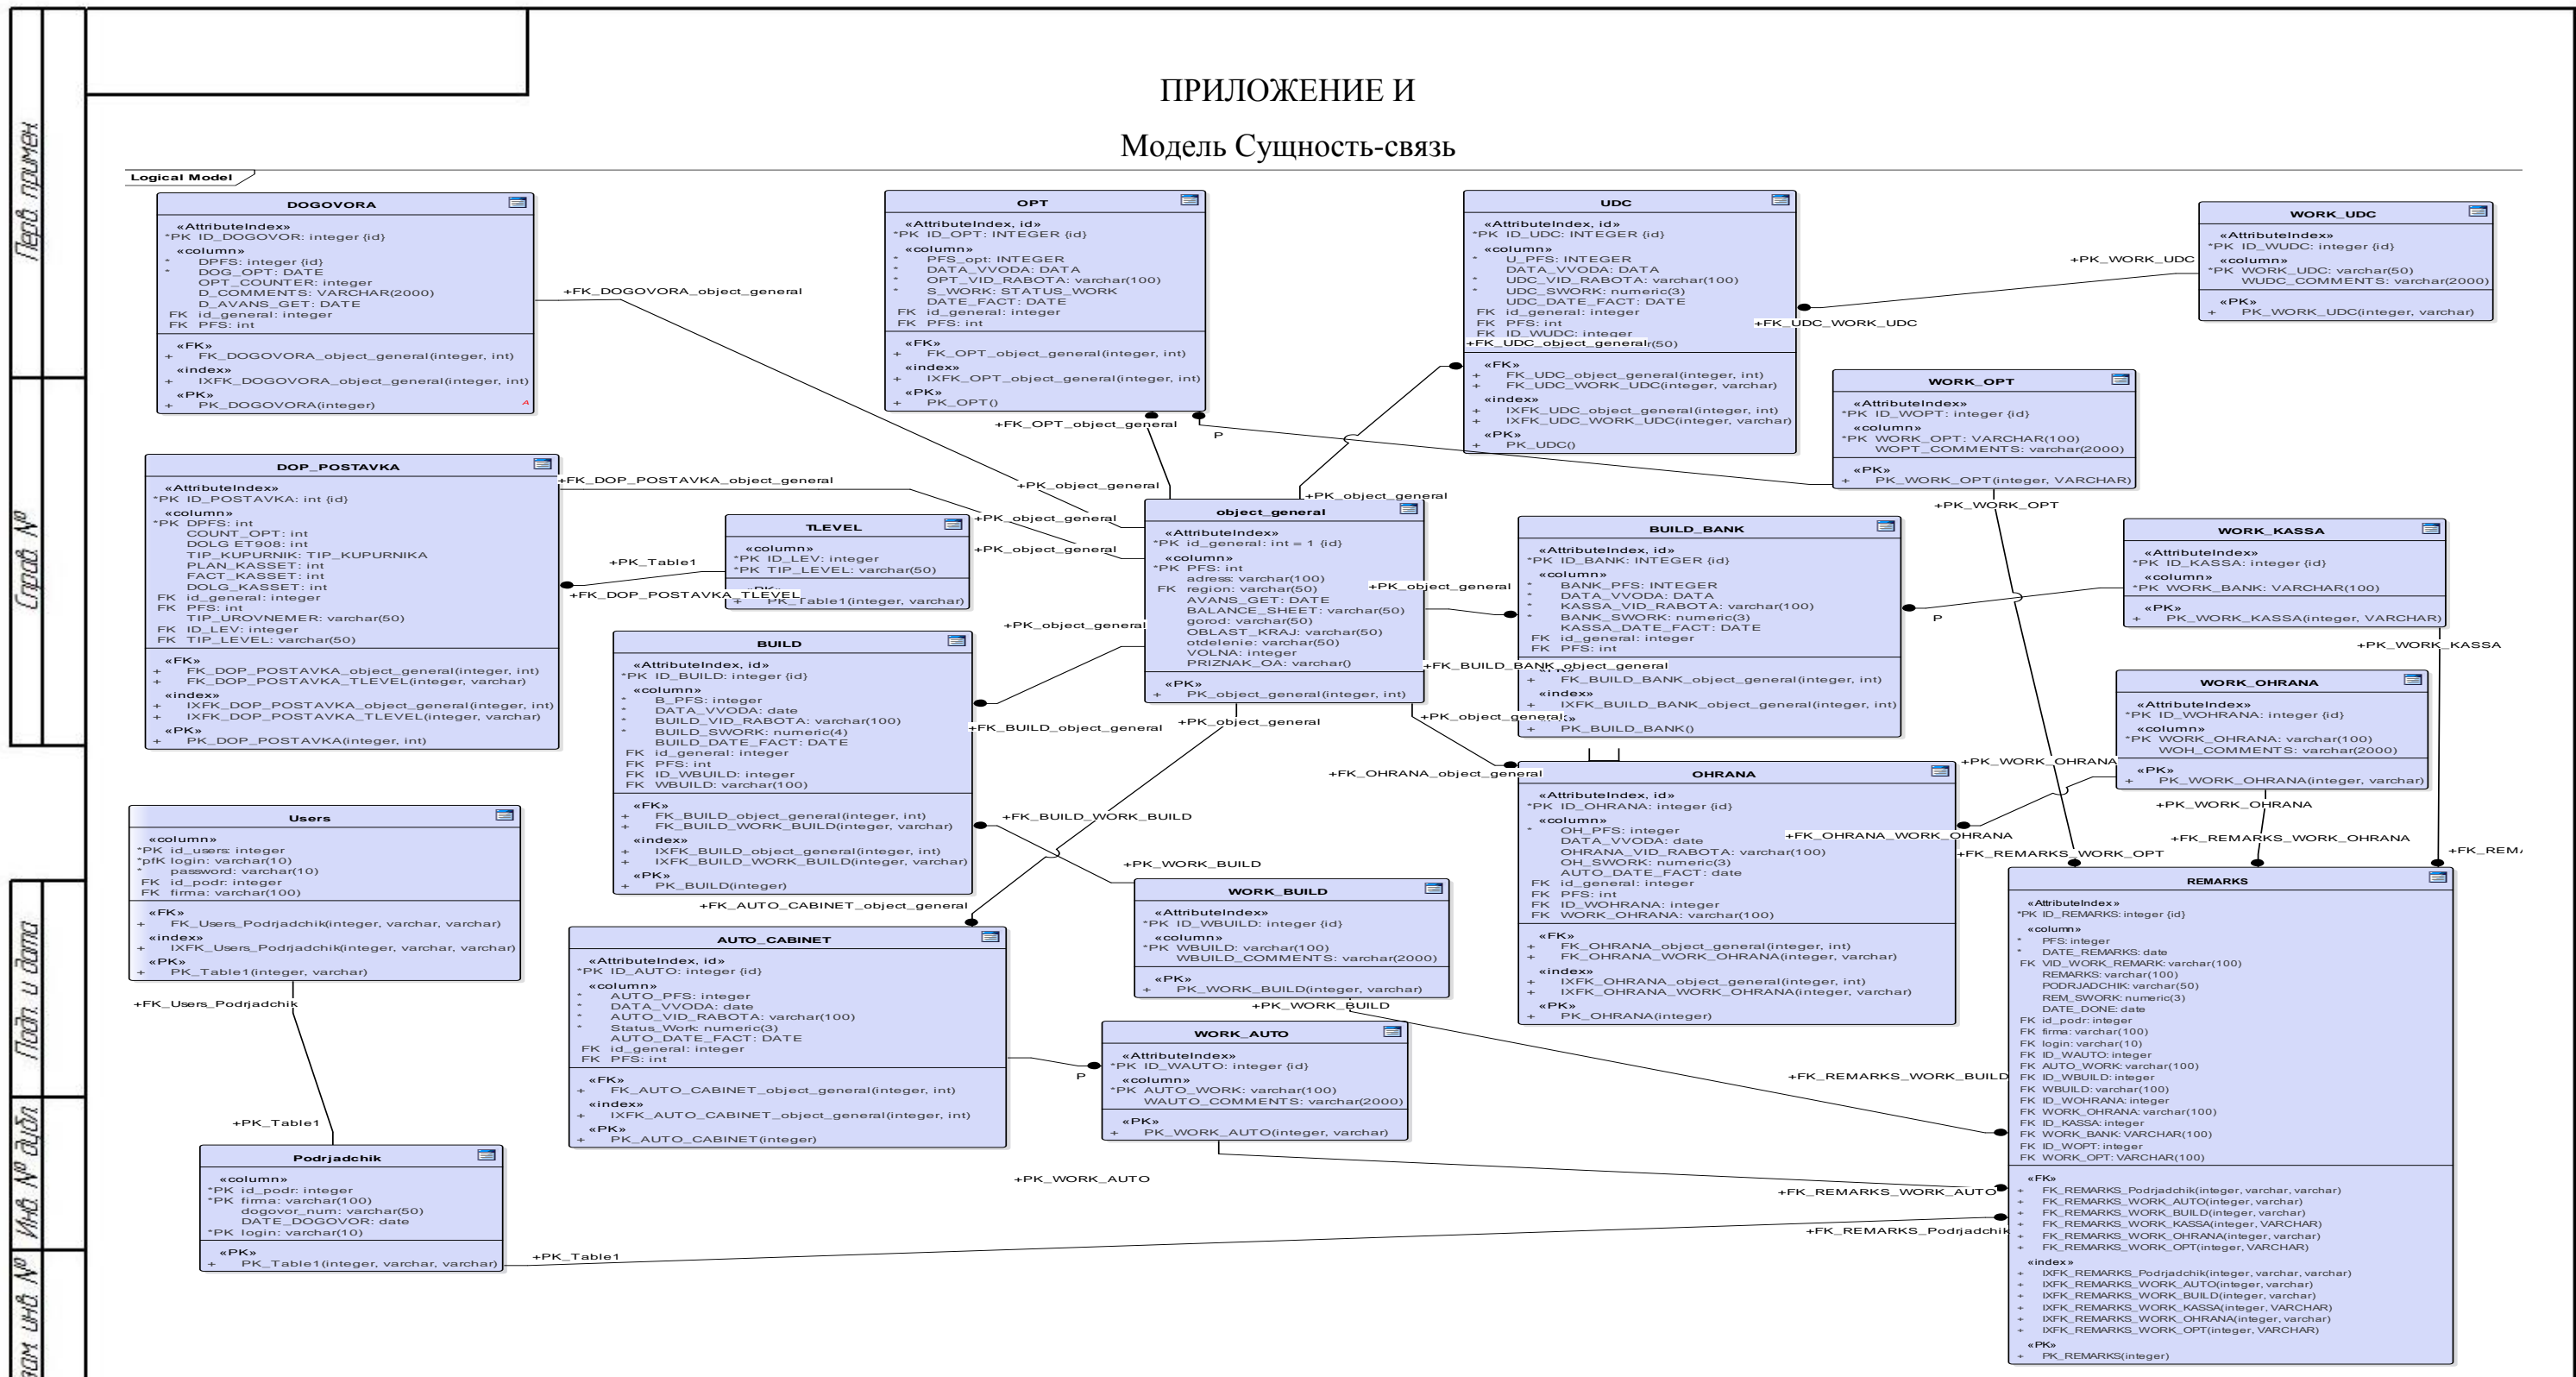 ПРИЛОЖЕНИЕ И
Модель Сущность-связь
Logical Model
Перв. примен.
Справ. №
Подп. и дата
Инв. № дубл.
Взам. инв. №
DOGOVORA
«AttributeIndex»
*PK ID_DOGOVOR: integer {id}
«column»
* DPFS: integer {id}
* DOG_OPT: DATE
OPT_COUNTER: integer
D_COMMENTS: VARCHAR(2000)
D_AVANS_GET: DATE
FK id_general: integer
FK PFS: int
«FK»
+ FK_DOGOVORA_object_general(integer, int)
«index»
+ IXFK_DOGOVORA_object_general(integer, int)
«PK»
+ PK_DOGOVORA(integer)
A
+FK_DOGOVORA_object_general
OPT
«AttributeIndex, id»
*PK ID_OPT: INTEGER {id}
«column»
* PFS_opt: INTEGER
* DATA_VVODA: DATA
* OPT_VID_RABOTA: varchar(100)
* S_WORK: STATUS_WORK
DATE_FACT: DATE
FK id_general: integer
FK PFS: int
«FK»
+ FK_OPT_object_general(integer, int)
«index»
+ IXFK_OPT_object_general(integer, int)
«PK»
+ PK_OPT()
+FK_OPT_object_general
P
UDC
«AttributeIndex, id»
*PK ID_UDC: INTEGER {id}
«column»
* U_PFS: INTEGER
DATA_VVODA: DATA
* UDC_VID_RABOTA: varchar(100)
* UDC_SWORK: numeric(3)
UDC_DATE_FACT: DATE
FK id_general: integer
FK PFS: int
FK ID_WUDC: integer
+FK_UDC_object_general
r(50)
«FK»
+ FK_UDC_object_general(integer, int)
+ FK_UDC_WORK_UDC(integer, varchar)
«index»
+ IXFK_UDC_object_general(integer, int)
+ IXFK_UDC_WORK_UDC(integer, varchar)
«PK»
+ PK_UDC()
+FK_UDC_WORK_UDC
+PK_WORK_UDC
WORK_UDC
«AttributeIndex»
*PK ID_WUDC: integer {id}
«column»
*PK WORK_UDC: varchar(50)
WUDC_COMMENTS: varchar(2000)
«PK»
+ PK_WORK_UDC(integer, varchar)
WORK_OPT
«AttributeIndex»
*PK ID_WOPT: integer {id}
«column»
*PK WORK_OPT: VARCHAR(100)
WOPT_COMMENTS: varchar(2000)
«PK»
+ PK_WORK_OPT(integer, VARCHAR)
+PK_WORK_OPT
DOP_POSTAVKA
«AttributeIndex»
*PK ID_POSTAVKA: int {id}
«column»
*PK DPFS: int
COUNT_OPT: int
DOLG ET908: int
TIP_KUPURNIK: TIP_KUPURNIKA
PLAN_KASSET: int
FACT_KASSET: int
DOLG_KASSET: int
FK id_general: integer
FK PFS: int
TIP_UROVNEMER: varchar(50)
FK ID_LEV: integer
FK TIP_LEVEL: varchar(50)
«FK»
+ FK_DOP_POSTAVKA_object_general(integer, int)
+ FK_DOP_POSTAVKA_TLEVEL(integer, varchar)
«index»
+ IXFK_DOP_POSTAVKA_object_general(integer, int)
+ IXFK_DOP_POSTAVKA_TLEVEL(integer, varchar)
«PK»
+ PK_DOP_POSTAVKA(integer, int)
+FK_DOP_POSTAVKA_object_general
+PK_Table1
+FK_DOP_POSTAVKA_TLEVEL
TLEVEL
«column»
*PK ID_LEV: integer
*PK TIP_LEVEL: varchar(50)
+ PK_Table1(integer, varchar)
+PK_object_general
+PK_object_general
+PK_object_general
+PK_object_general
+PK_object_general
+PK_object_general
+PK_object_general
+PK_object_general
object_general
«AttributeIndex»
*PK id_general: int = 1 {id}
«column»
*PK PFS: int
adress: varchar(100)
FK region: varchar(50)
AVANS_GET: DATE
BALANCE_SHEET: varchar(50)
gorod: varchar(50)
OBLAST_KRAJ: varchar(50)
otdelenie: varchar(50)
VOLNA: integer
PRIZNAK_OA: varchar()
«PK»
+ PK_object_general(integer, int)
BUILD_BANK
«AttributeIndex, id»
*PK ID_BANK: INTEGER {id}
«column»
* BANK_PFS: INTEGER
* DATA_VVODA: DATA
* KASSA_VID_RABOTA: varchar(100)
* BANK_SWORK: numeric(3)
KASSA_DATE_FACT: DATE
FK id_general: integer
FK PFS: int
+FK_BUILD_BANK_object_general
+ FK_BUILD_BANK_object_general(integer, int)
«index»
+ IXFK_BUILD_BANK_object_general(integer, int)
+ PK_BUILD_BANK()
P
WORK_KASSA
«AttributeIndex»
*PK ID_KASSA: integer {id}
«column»
*PK WORK_BANK: VARCHAR(100)
«PK»
+ PK_WORK_KASSA(integer, VARCHAR)
+PK_WORK_KASSA
BUILD
«AttributeIndex, id»
*PK ID_BUILD: integer {id}
«column»
* B_PFS: integer
* DATA_VVODA: date
* BUILD_VID_RABOTA: varchar(100)
* BUILD_SWORK: numeric(4)
BUILD_DATE_FACT: DATE
FK id_general: integer
FK PFS: int
FK ID_WBUILD: integer
FK WBUILD: varchar(100)
«FK»
+ FK_BUILD_object_general(integer, int)
+ FK_BUILD_WORK_BUILD(integer, varchar)
«index»
+ IXFK_BUILD_object_general(integer, int)
+ IXFK_BUILD_WORK_BUILD(integer, varchar)
«PK»
+ PK_BUILD(integer)
+FK_BUILD_object_general
+FK_BUILD_WORK_BUILD
+PK_WORK_BUILD
+FK_AUTO_CABINET_object_general
+FK_OHRANA_object_general
WORK_OHRANA
«AttributeIndex»
*PK ID_WOHRANA: integer {id}
«column»
*PK WORK_OHRANA: varchar(100)
WOH_COMMENTS: varchar(2000)
«PK»
+ PK_WORK_OHRANA(integer, varchar)
+PK_WORK_OHRANA
+PK_WORK_OHRANA
+FK_OHRANA_WORK_OHRANA
+FK_REMARKS_WORK_OHRANA
+FK_REMARKS_WORK_OPT
+FK_REM
OHRANA
«AttributeIndex, id»
*PK ID_OHRANA: integer {id}
«column»
* OH_PFS: integer
DATA_VVODA: date
OHRANA_VID_RABOTA: varchar(100)
OH_SWORK: numeric(3)
AUTO_DATE_FACT: date
FK id_general: integer
FK PFS: int
FK ID_WOHRANA: integer
FK WORK_OHRANA: varchar(100)
«FK»
+ FK_OHRANA_object_general(integer, int)
+ FK_OHRANA_WORK_OHRANA(integer, varchar)
«index»
+ IXFK_OHRANA_object_general(integer, int)
+ IXFK_OHRANA_WORK_OHRANA(integer, varchar)
«PK»
+ PK_OHRANA(integer)
Users
«column»
*PK id_users: integer
*pfK login: varchar(10)
* password: varchar(10)
FK id_podr: integer
FK firma: varchar(100)
«FK»
+ FK_Users_Podrjadchik(integer, varchar, varchar)
«index»
+ IXFK_Users_Podrjadchik(integer, varchar, varchar)
«PK»
+ PK_Table1(integer, varchar)
+FK_Users_Podrjadchik
+PK_Table1
AUTO_CABINET
«AttributeIndex, id»
*PK ID_AUTO: integer {id}
«column»
* AUTO_PFS: integer
* DATA_VVODA: date
* AUTO_VID_RABOTA: varchar(100)
* Status_Work: numeric(3)
AUTO_DATE_FACT: DATE
FK id_general: integer
FK PFS: int
«FK»
+ FK_AUTO_CABINET_object_general(integer, int)
«index»
+ IXFK_AUTO_CABINET_object_general(integer, int)
«PK»
+ PK_AUTO_CABINET(integer)
P
WORK_BUILD
«AttributeIndex»
*PK ID_WBUILD: integer {id}
«column»
*PK WBUILD: varchar(100)
WBUILD_COMMENTS: varchar(2000)
«PK»
+ PK_WORK_BUILD(integer, varchar)
+PK_WORK_BUILD
WORK_AUTO
«AttributeIndex»
*PK ID_WAUTO: integer {id}
«column»
*PK AUTO_WORK: varchar(100)
WAUTO_COMMENTS: varchar(2000)
«PK»
+ PK_WORK_AUTO(integer, varchar)
+PK_WORK_AUTO
+FK_REMARKS_WORK_BUILD
+FK_REMARKS_WORK_AUTO
+FK_REMARKS_Podrjadchik
Podrjadchik
«column»
*PK id_podr: integer
*PK firma: varchar(100)
dogovor_num: varchar(50)
DATE_DOGOVOR: date
*PK login: varchar(10)
«PK»
+ PK_Table1(integer, varchar, varchar)
+PK_Table1
REMARKS
«AttributeIndex»
*PK ID_REMARKS: integer {id}
«column»
* PFS: integer
* DATE_REMARKS: date
FK VID_WORK_REMARK: varchar(100)
REMARKS: varchar(100)
PODRJADCHIK: varchar(50)
REM_SWORK: numeric(3)
DATE_DONE: date
FK id_podr: integer
FK firma: varchar(100)
FK login: varchar(10)
FK ID_WAUTO: integer
FK AUTO_WORK: varchar(100)
FK ID_WBUILD: integer
FK WBUILD: varchar(100)
FK ID_WOHRANA: integer
FK WORK_OHRANA: varchar(100)
FK ID_KASSA: integer
FK WORK_BANK: VARCHAR(100)
FK ID_WOPT: integer
FK WORK_OPT: VARCHAR(100)
«FK»
+ FK_REMARKS_Podrjadchik(integer, varchar, varchar)
+ FK_REMARKS_WORK_AUTO(integer, varchar)
+ FK_REMARKS_WORK_BUILD(integer, varchar)
+ FK_REMARKS_WORK_KASSA(integer, VARCHAR)
+ FK_REMARKS_WORK_OHRANA(integer, varchar)
+ FK_REMARKS_WORK_OPT(integer, VARCHAR)
«index»
+ IXFK_REMARKS_Podrjadchik(integer, varchar, varchar)
+ IXFK_REMARKS_WORK_AUTO(integer, varchar)
+ IXFK_REMARKS_WORK_BUILD(integer, varchar)
+ IXFK_REMARKS_WORK_KASSA(integer, VARCHAR)
+ IXFK_REMARKS_WORK_OHRANA(integer, varchar)
+ IXFK_REMARKS_WORK_OPT(integer, VARCHAR)
«PK»
+ PK_REMARKS(integer)